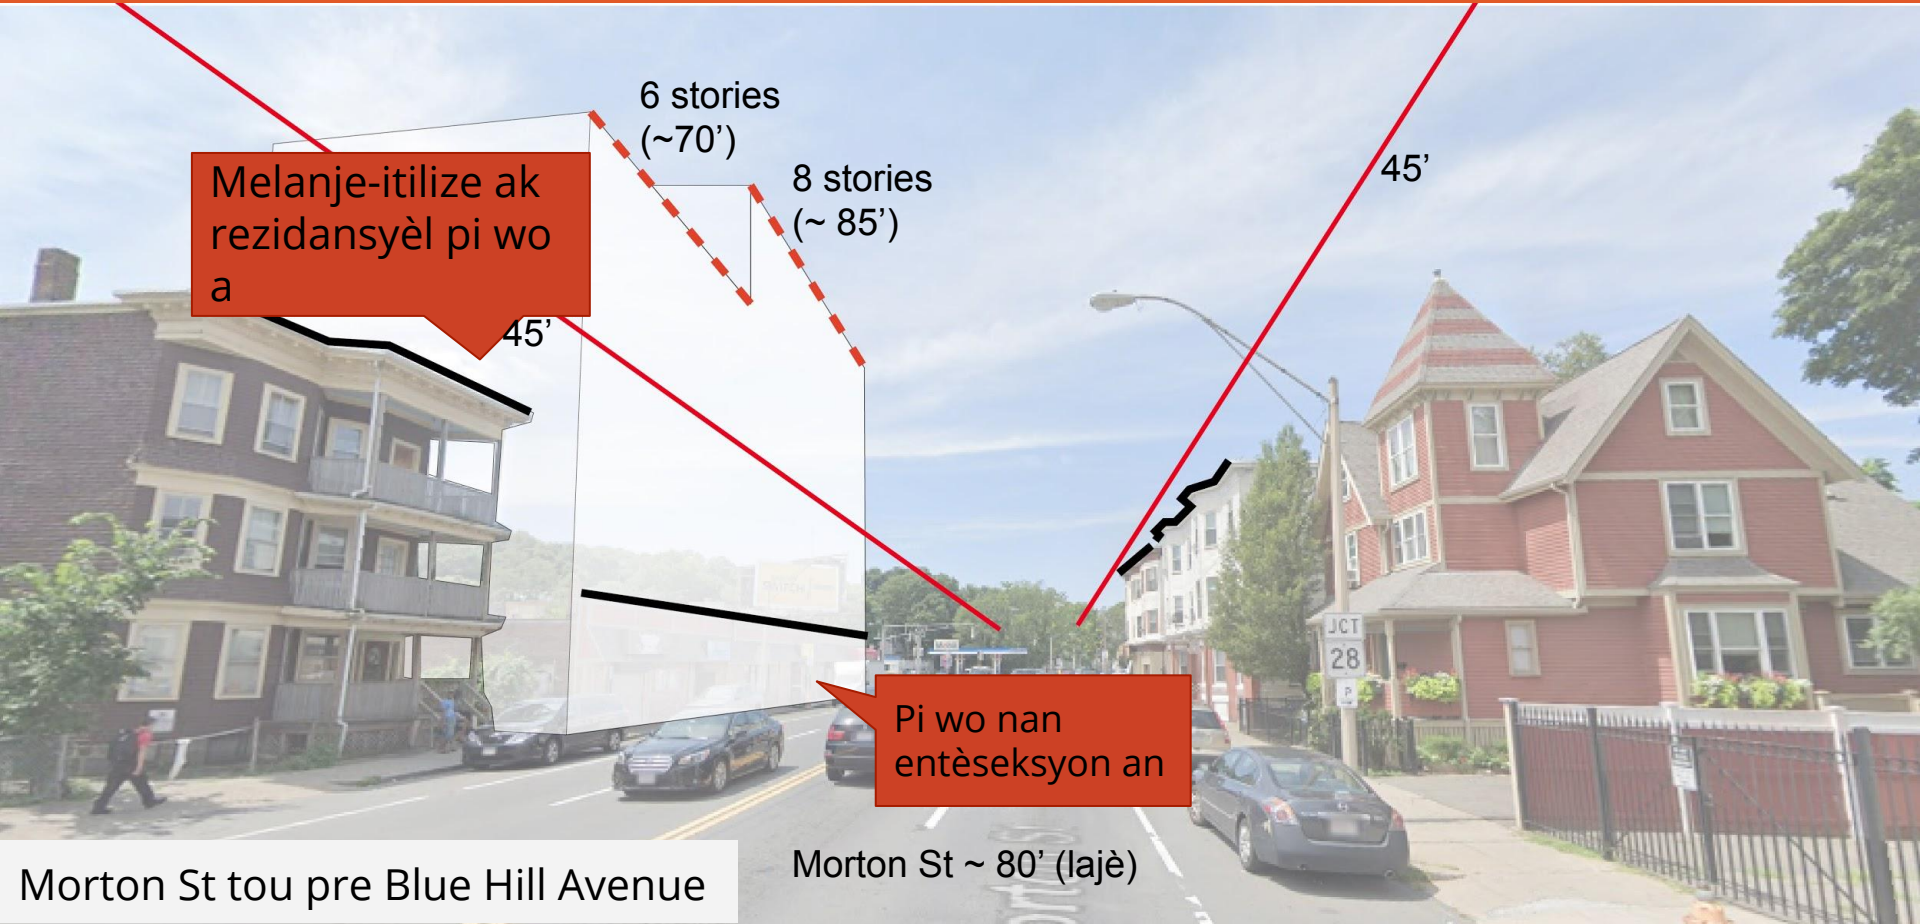 6 stories
(~70’)
8 stories
(~ 85’)
45’
Melanje-itilize ak
rezidansyèl pi wo
a
45’
JCT
28
P
Pi wo nan
entèseksyon an
Morton St ~ 80’ (lajè)
Morton St tou pre Blue Hill Avenue